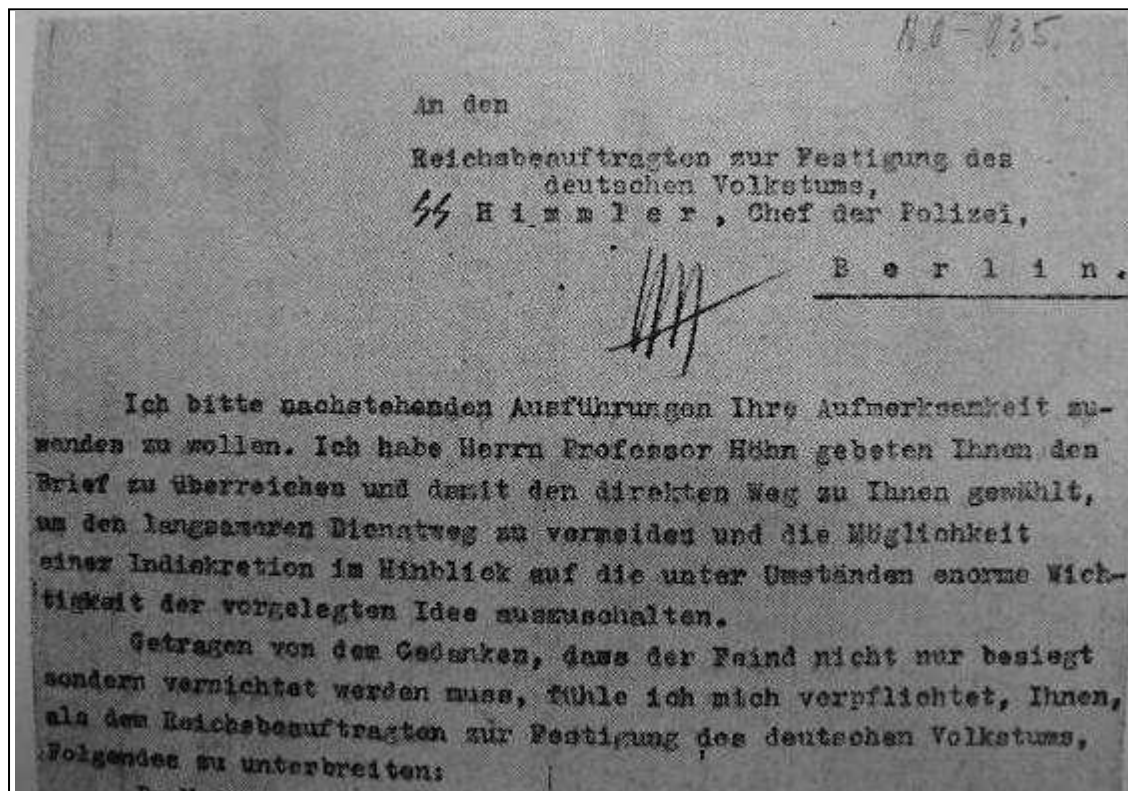 N.O - 035.
An den
Reichsbeauftragten zur Festigung des
deutschen Volkstums,
SS H i m m l e r , Chef der Polizei,
B e r l i n .
Ich bitte nachstehenden Ausführungen Ihre Aufmerksamkeit zu-
wenden zu wollen. Ich habe Herrn Professor Höhn gebeten Ihnen den
Brief zu überreichen und damit den direkten Weg zu Ihnen gewählt,
um den langsameren Dienstweg zu vermeiden und die Möglichkeit
einer Indiskretion im Hinblick auf die unter Umständen enorme Wich-
tigkeit der vorgelegten Idee auszuschalten.
Getragen von dem Gedanken, dass der Feind nicht nur besiegt
sondern vernichtet werden muss, fühle ich mich verpflichtet, Ihnen,
als dem Reichsbeauftragten zur Festigung des deutschen Volkstums,
Folgendes zu unterbreiten: